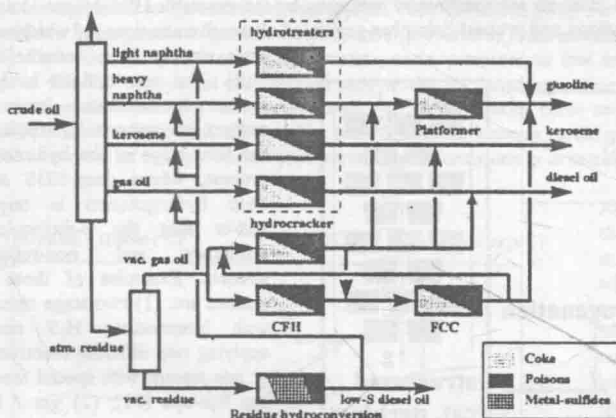 hydrotreaters
light naphtha
heavy
naphtha
gasoline
crude oil
Platformer
kerosene
kerosene
gas oil
diesel oil
hydrocracker
vac. gas oil
CFH
FCC
atm. residue
Coke
Poisons
Metal-sulfides
vac. residue
low-S diesel oil
Residue hydroconversion